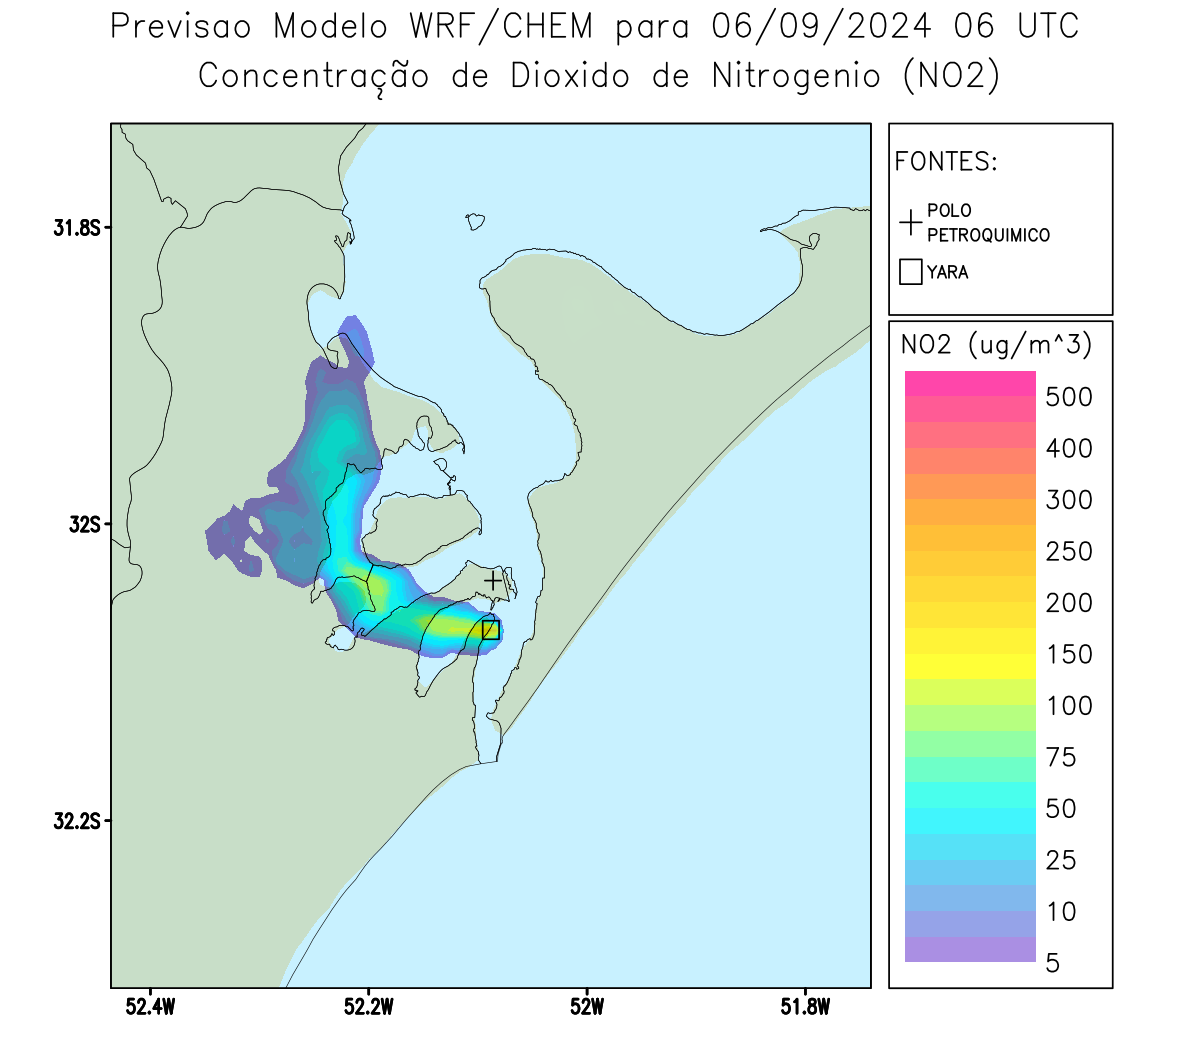 Previsao Modelo WRF/CHEM para 06/09/2024 06 UTC
Concentração de Dioxido de Nitrogenio (NO2)
FONTES:
POLO
PETROQUIMICO
YARA
NO2 (ug/m^3)
500
400
300
250
200
150
100
75
50
25
10
5
31.8S
32S
32.2S
52.4W
52.2W
52W
51.8W